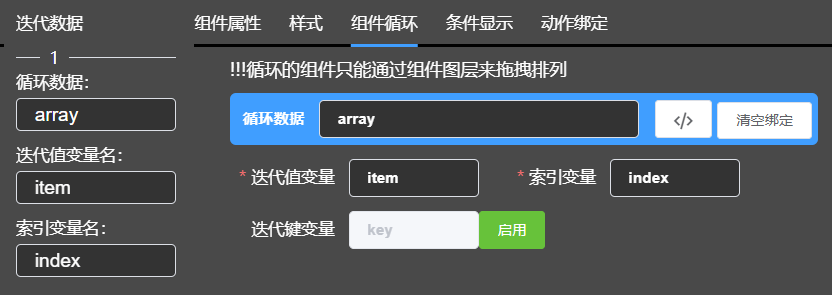 迭代数据
1
循环数据：
array
迭代值变量名：
item
索引变量名：
index
组件属性 样式 组件循环 条件显示 动作绑定
!!!循环的组件只能通过组件图层来拖拽排列
循环数据 array </> 清空绑定
* 迭代值变量 item * 索引变量 index
迭代键变量 key 启用